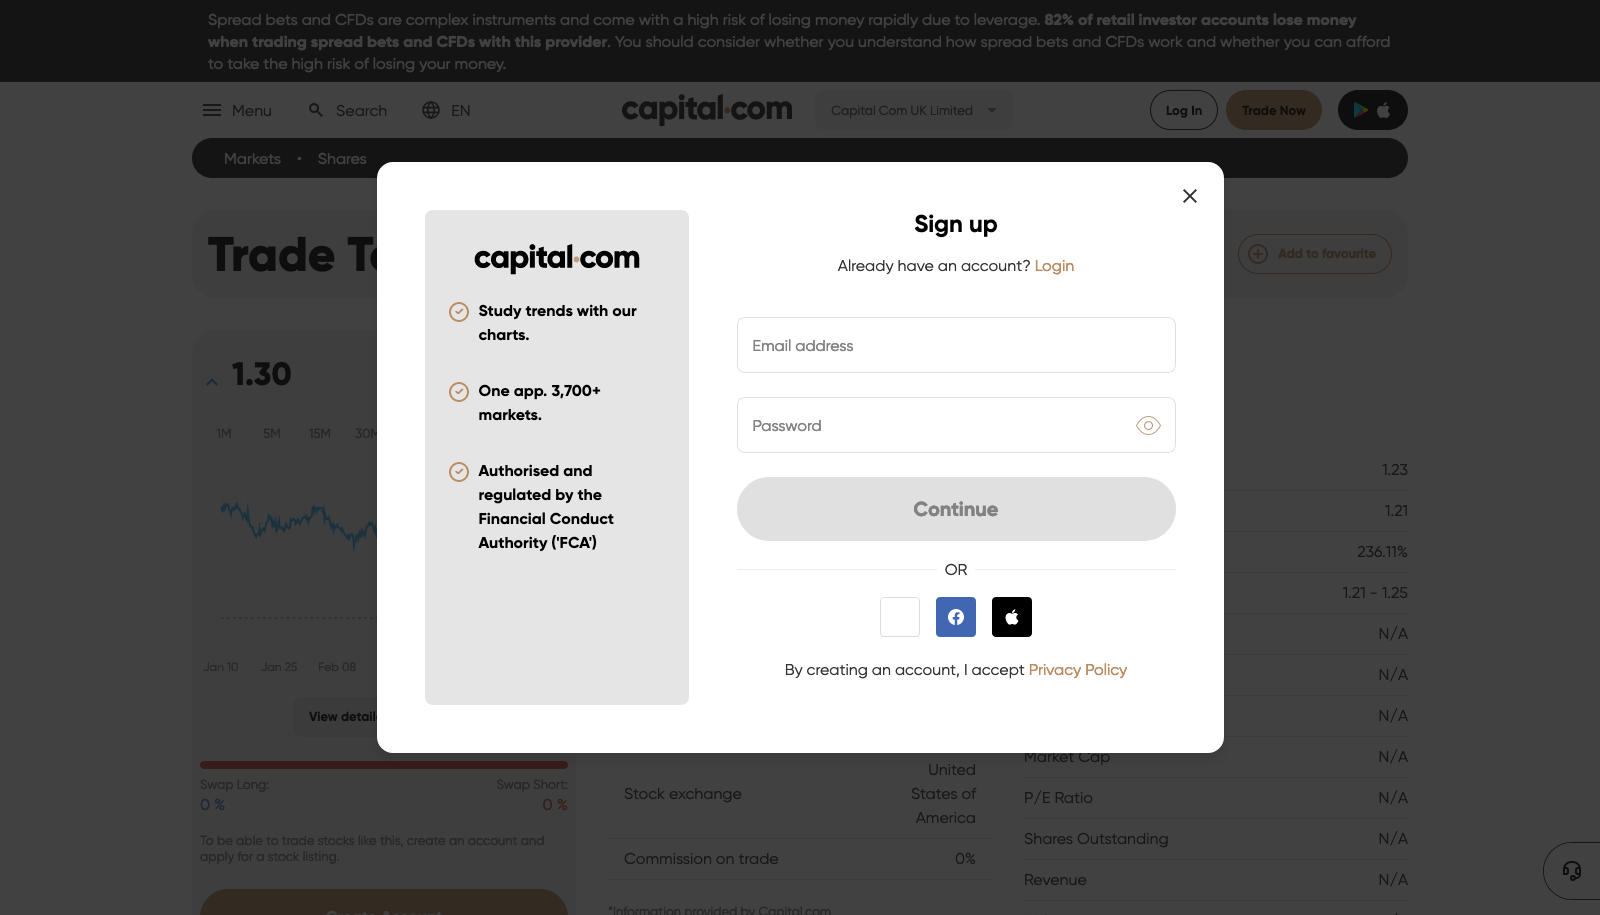 Spread bets and CFDs are complex instruments and come with a high risk of losing money rapidly due to leverage. 82% of retail investor accounts lose money
when trading spread bets and CFDs with this provider. You should consider whether you understand how spread bets and CFDs work and whether you can afford
to take the high risk of losing your money.
Menu
Search
EN
capital.com
Capital Com UK Limited
Log In
Trade Now
Markets • Shares
Trade
Add to favourite
1.30
1M 5M 15M 30M
Jan 10 Jan 25 Feb 08
View details
Swap Long: Swap Short:
0 % 0 %
To be able to trade stocks like this, create an account and
apply for a stock listing.
Create Account
capital.com
Study trends with our
charts.
One app. 3,700+
markets.
Authorised and
regulated by the
Financial Conduct
Authority ('FCA')
Sign up
Already have an account? Login
Email address
Password
Continue
OR
By creating an account, I accept Privacy Policy
United
Stock exchange States of
America
Commission on trade 0%
*Information provided by Capital.com
1.23
1.21
236.11%
1.21 - 1.25
N/A
N/A
N/A
Market Cap N/A
P/E Ratio N/A
Shares Outstanding N/A
Revenue N/A